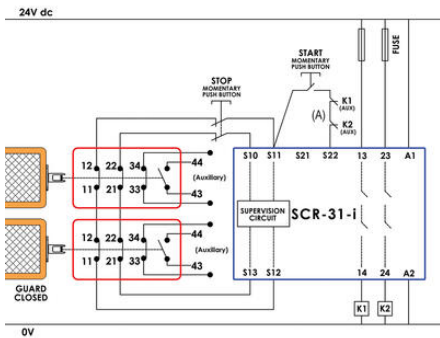 24V dc
START
MOMENTARY
PUSH BUTTON
FUSE
STOP
MOMENTARY
PUSH BUTTON
K1
(AUX)
(A)
K2
(AUX)
12 22 34
44
(Auxiliary)
11 21 33
43
S10 S11 S21 S22 13 23 A1
SUPERVISION
CIRCUIT
SCR-31-i
12 22 34
44
(Auxiliary)
11 21 33
43
S13 S12 14 24 A2
GUARD
CLOSED
K1 K2
0V